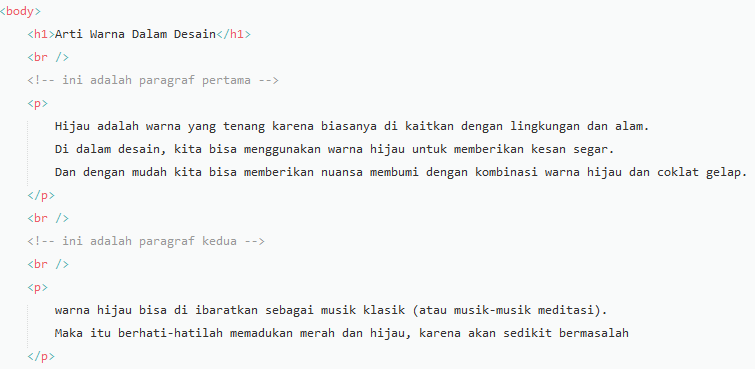 <body>
<h1>Arti Warna Dalam Desain</h1>
<br />
<!-- ini adalah paragraf pertama -->
<p>
Hijau adalah warna yang tenang karena biasanya di kaitkan dengan lingkungan dan alam.
Di dalam desain, kita bisa menggunakan warna hijau untuk memberikan kesan segar.
Dan dengan mudah kita bisa memberikan nuansa membumi dengan kombinasi warna hijau dan coklat gelap.
</p>
<br />
<!-- ini adalah paragraf kedua -->
<br />
<p>
warna hijau bisa di ibaratkan sebagai musik klasik (atau musik-musik meditasi).
Maka itu berhati-hatilah memadukan merah dan hijau, karena akan sedikit bermasalah
</p>